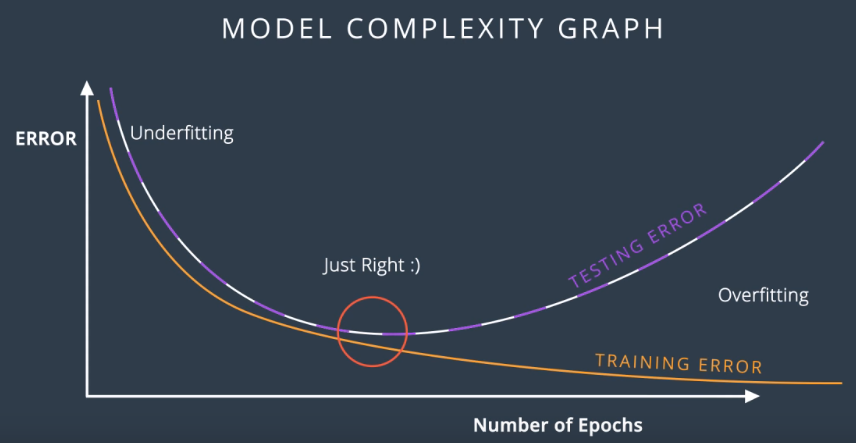 MODEL COMPLEXITY GRAPH
ERROR
Underfitting
Just Right :)
TESTING ERROR
Overfitting
TRAINING ERROR
Number of Epochs